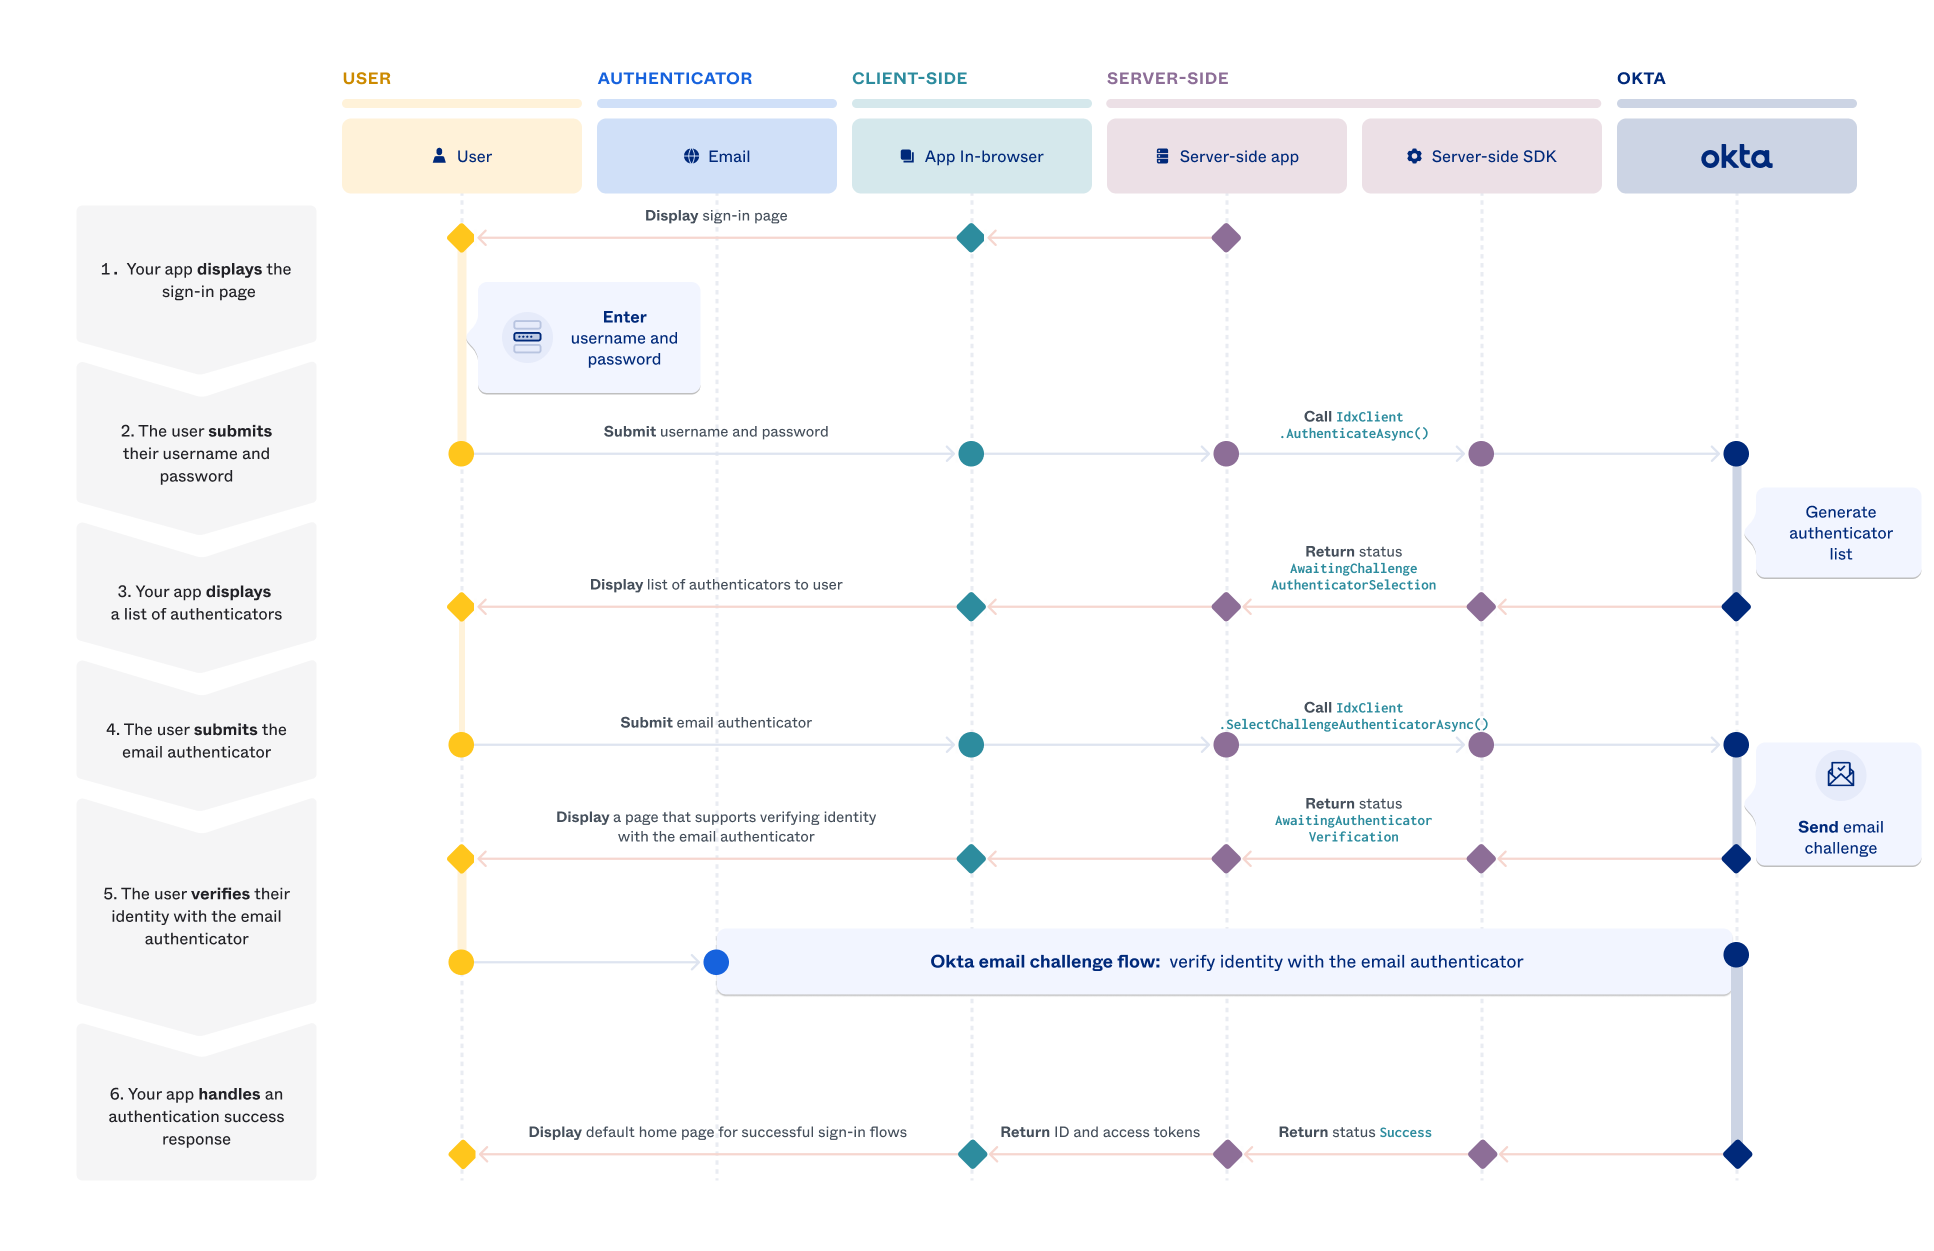 USER
AUTHENTICATOR
CLIENT-SIDE
SERVER-SIDE
OKTA
User
Email
App In-browser
Server-side app
Server-side SDK
okta
1. Your app displays the
sign-in page
Display sign-in page
Enter
username and
password
2. The user submits
their username and
password
Submit username and password
Call IdxClient
.AuthenticateAsync()
Generate
authenticator
list
3. Your app displays
a list of authenticators
Display list of authenticators to user
Return status
AwaitingChallenge
AuthenticatorSelection
4. The user submits the
email authenticator
Submit email authenticator
Call IdxClient
.SelectChallengeAuthenticatorAsync()
Send email
challenge
Display a page that supports verifying identity
with the email authenticator
Return status
AwaitingAuthenticator
Verification
5. The user verifies their
identity with the email
authenticator
Okta email challenge flow: verify identity with the email authenticator
6. Your app handles an
authentication success
response
Display default home page for successful sign-in flows
Return ID and access tokens
Return status Success